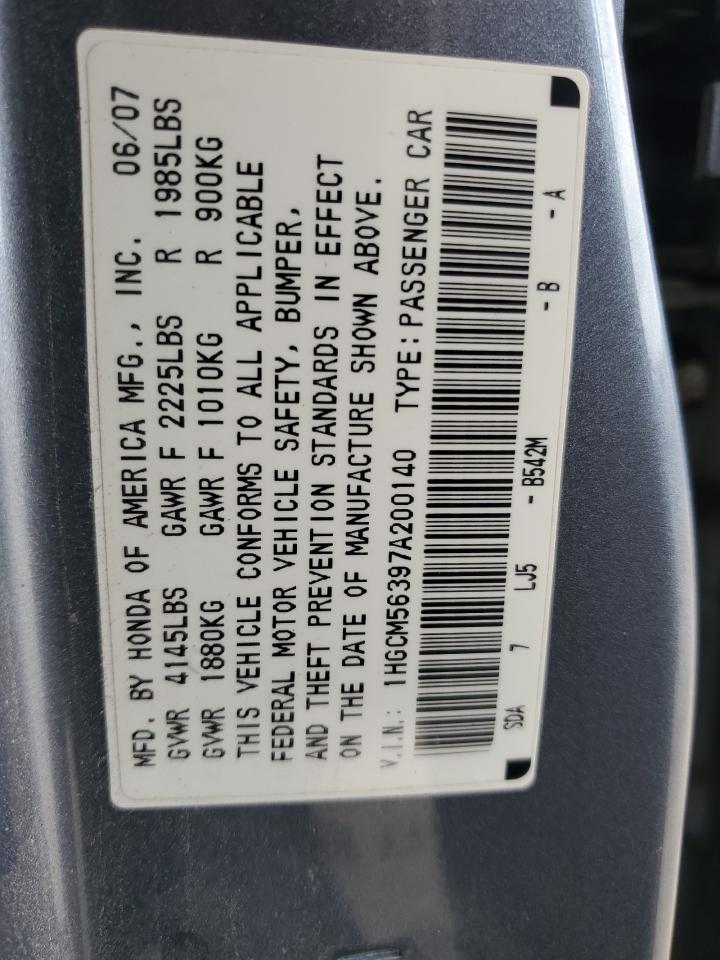 MFD. BY HONDA OF AMERICA MFG., INC. 06/07
GVWR 4145LBS GAWR F 2225LBS R 1985LBS
GVWR 1880KG GAWR F 1010KG R 900KG
THIS VEHICLE CONFORMS TO ALL APPLICABLE
FEDERAL MOTOR VEHICLE SAFETY, BUMPER,
AND THEFT PREVENTION STANDARDS IN EFFECT
ON THE DATE OF MANUFACTURE SHOWN ABOVE.
V.I.N.: 1HGCM56397A200140 TYPE:PASSENGER CAR
SDA 7 LJ5 - B542M - B - A